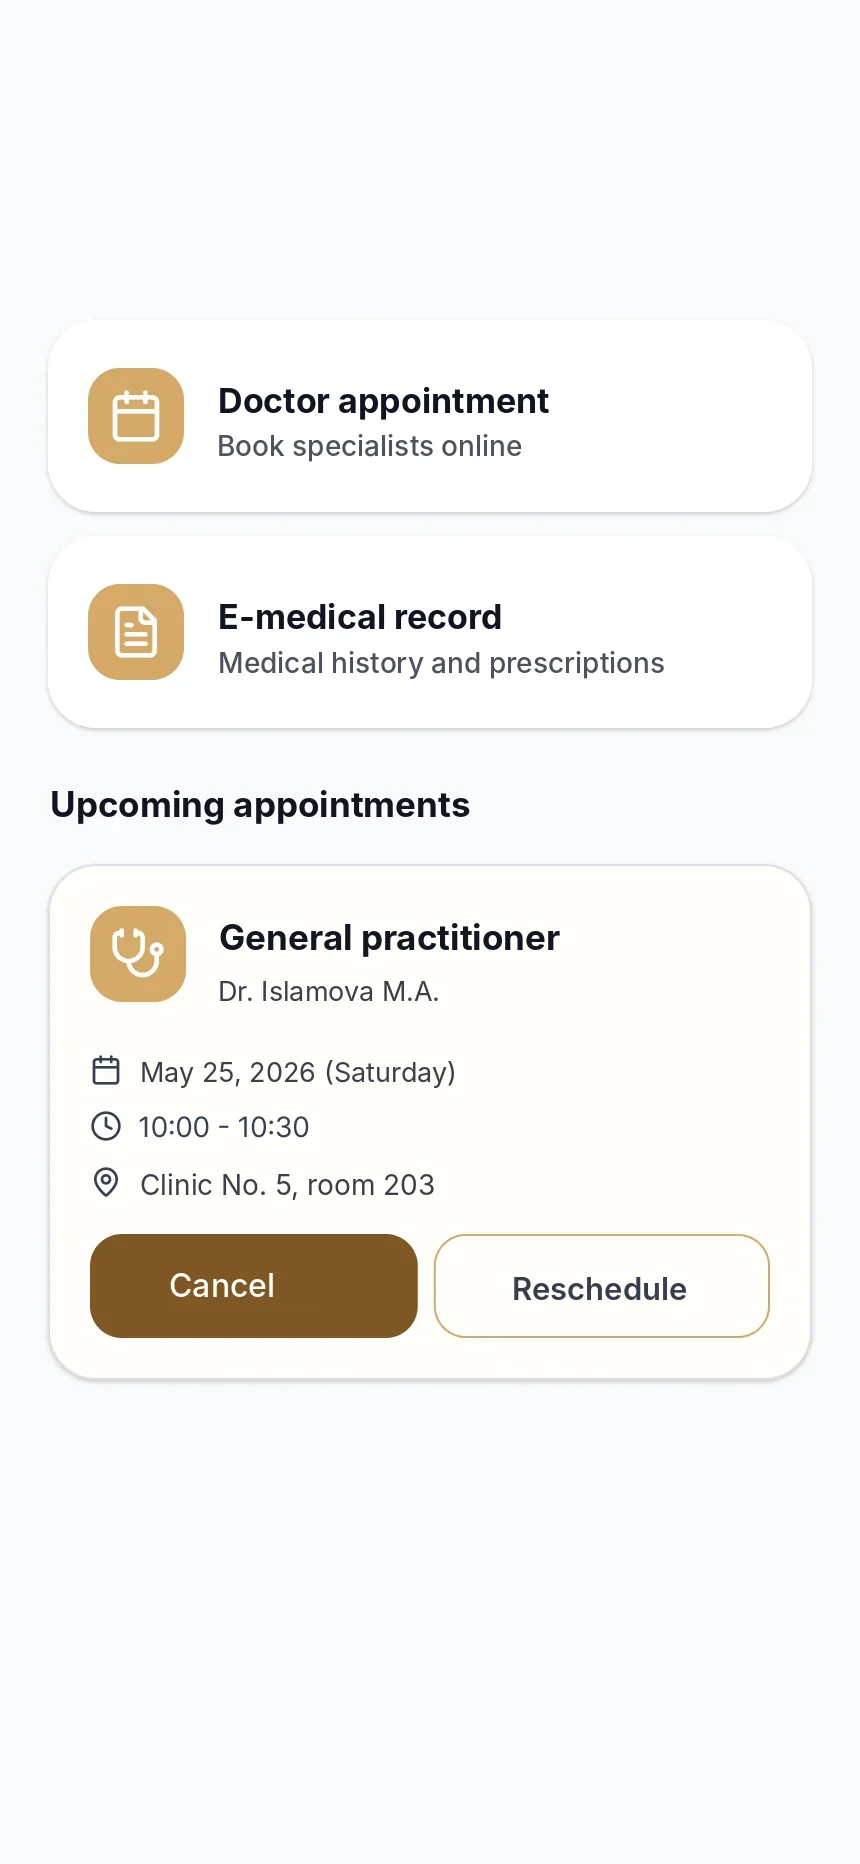 Doctor appointment
Book specialists online
E-medical record
Medical history and prescriptions
Upcoming appointments
General practitioner
Dr. Islamova M.A.
May 25, 2026 (Saturday)
10:00 - 10:30
Clinic No. 5, room 203
Cancel
Reschedule